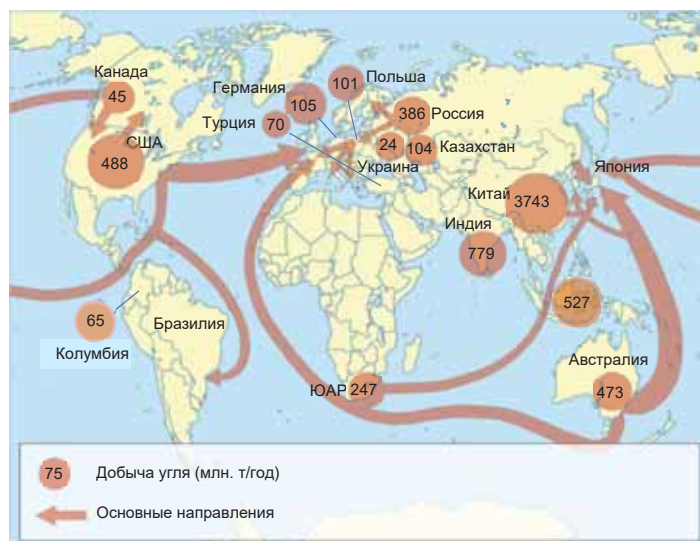 Канада
45
Германия
101
Польша
105
Турция
70
386
Россия
США
488
24
104
Казахстан
Украина
Япония
Китай
3743
Индия
779
527
65
Бразилия
Колумбия
Австралия
ЮАР
247
473
75
Добыча угля (млн. т/год)
Основные направления